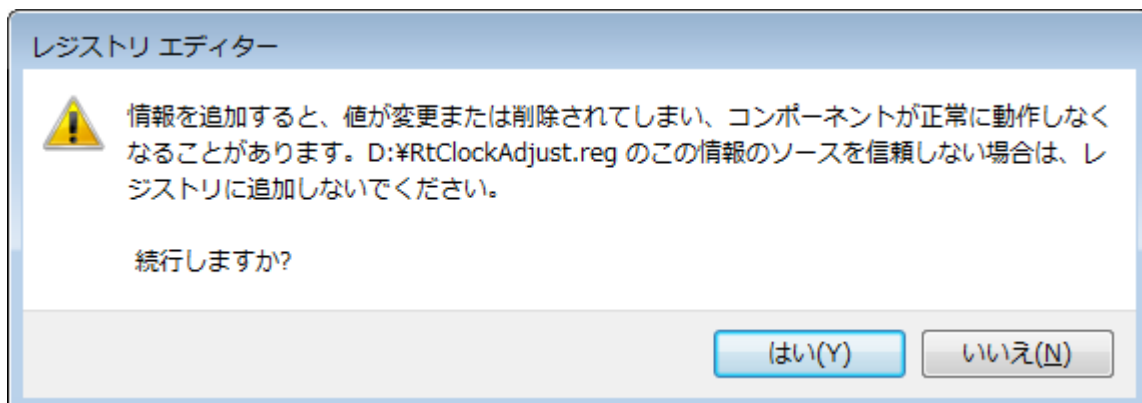 レジストリ エディター
情報を追加すると、値が変更または削除されてしまい、コンポーネントが正常に動作しなく
なることがあります。D:¥RtClockAdjust.reg のこの情報のソースを信頼しない場合は、レ
ジストリに追加しないでください。
続行しますか?
はい(Y)
いいえ(N)